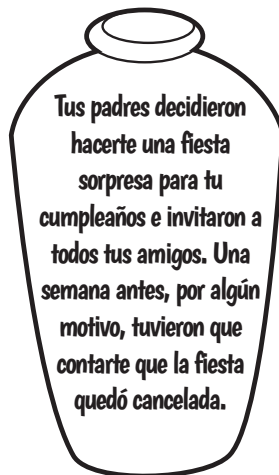 Tus padres decidieron
hacerte una fiesta
sorpresa para tu
cumpleaños e invitaron a
todos tus amigos. Una
semana antes, por algún
motivo, tuvieron que
contarte que la fiesta
quedó cancelada.